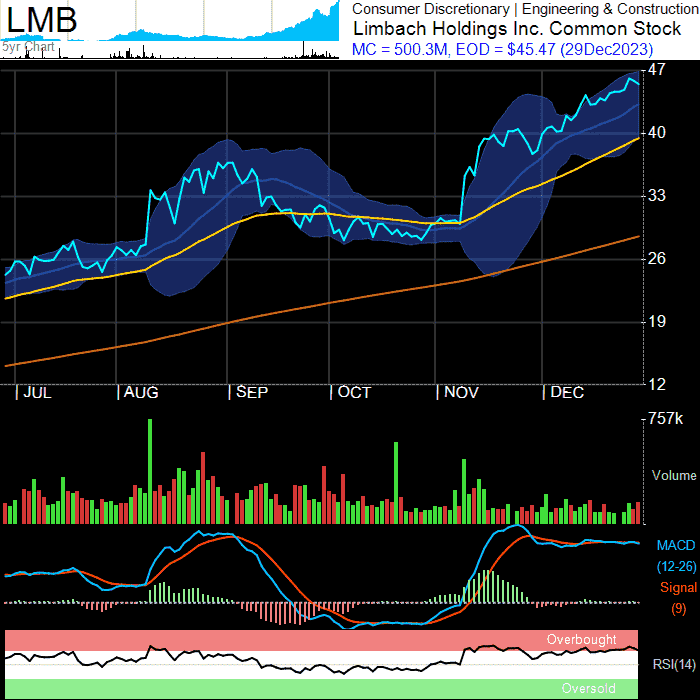 LMB
5yr Chart
Consumer Discretionary | Engineering & Construction
Limbach Holdings Inc. Common Stock
MC = 500.3M, EOD = $45.47 (29Dec2023)
47
40
33
26
19
12
| JUL | AUG | SEP | OCT | NOV | DEC
757k
Volume
MACD
(12-26)
Signal
(9)
Overbought
RSI(14)
Oversold